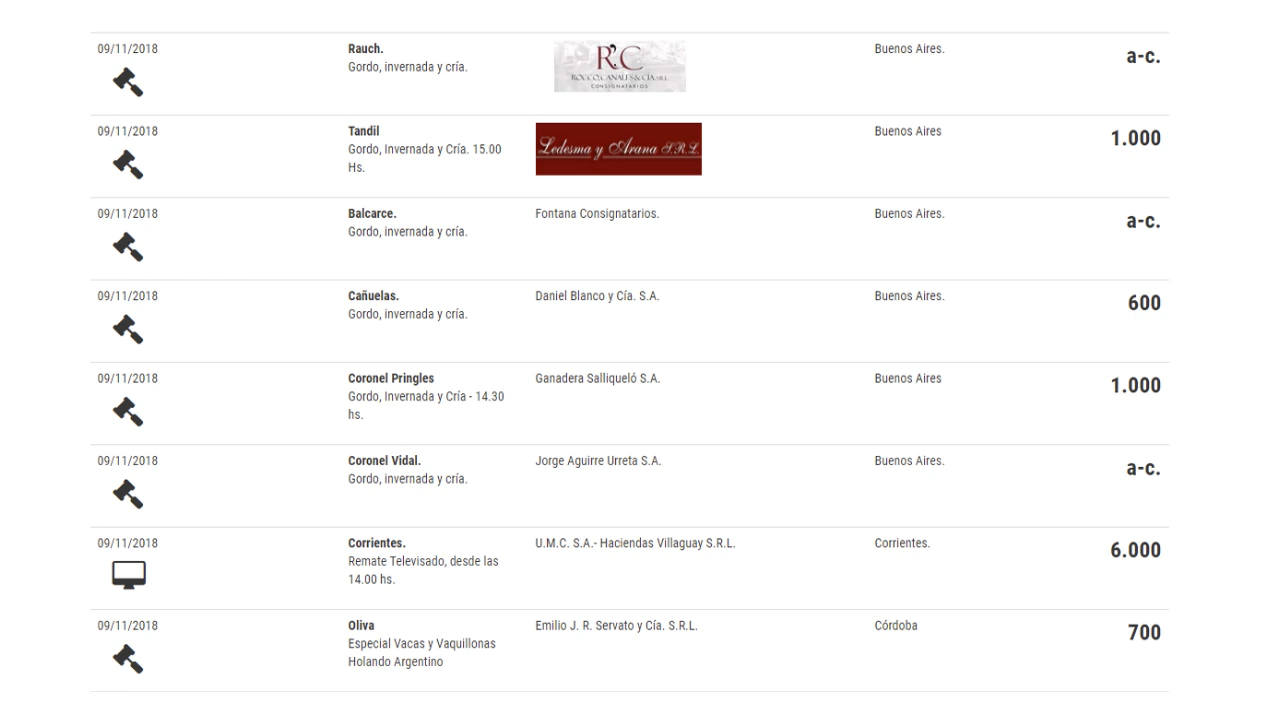 09/11/2018
Rauch.
Gordo, invernada y cría.
R.C
ROCCO, CANALES & CÍA SRL
CONSIGNATARIOS
Buenos Aires.
a-c.
09/11/2018
Tandil
Gordo, Invernada y Cría. 15.00
Hs.
Ledesma y Arana S.R.L.
Buenos Aires
1.000
09/11/2018
Balcarce.
Gordo, invernada y cría.
Fontana Consignatarios.
Buenos Aires.
a-c.
09/11/2018
Cañuelas.
Gordo, invernada y cría.
Daniel Blanco y Cía. S.A.
Buenos Aires.
600
09/11/2018
Coronel Pringles
Gordo, Invernada y Cría - 14.30
hs.
Ganadera Salliqueló S.A.
Buenos Aires
1.000
09/11/2018
Coronel Vidal.
Gordo, invernada y cría.
Jorge Aguirre Urreta S.A.
Buenos Aires.
a-c.
09/11/2018
Corrientes.
Remate Televisado, desde las
14.00 hs.
U.M.C. S.A.- Haciendas Villaguay S.R.L.
Corrientes.
6.000
09/11/2018
Oliva
Especial Vacas y Vaquillonas
Holando Argentino
Emilio J. R. Servato y Cía. S.R.L.
Córdoba
700